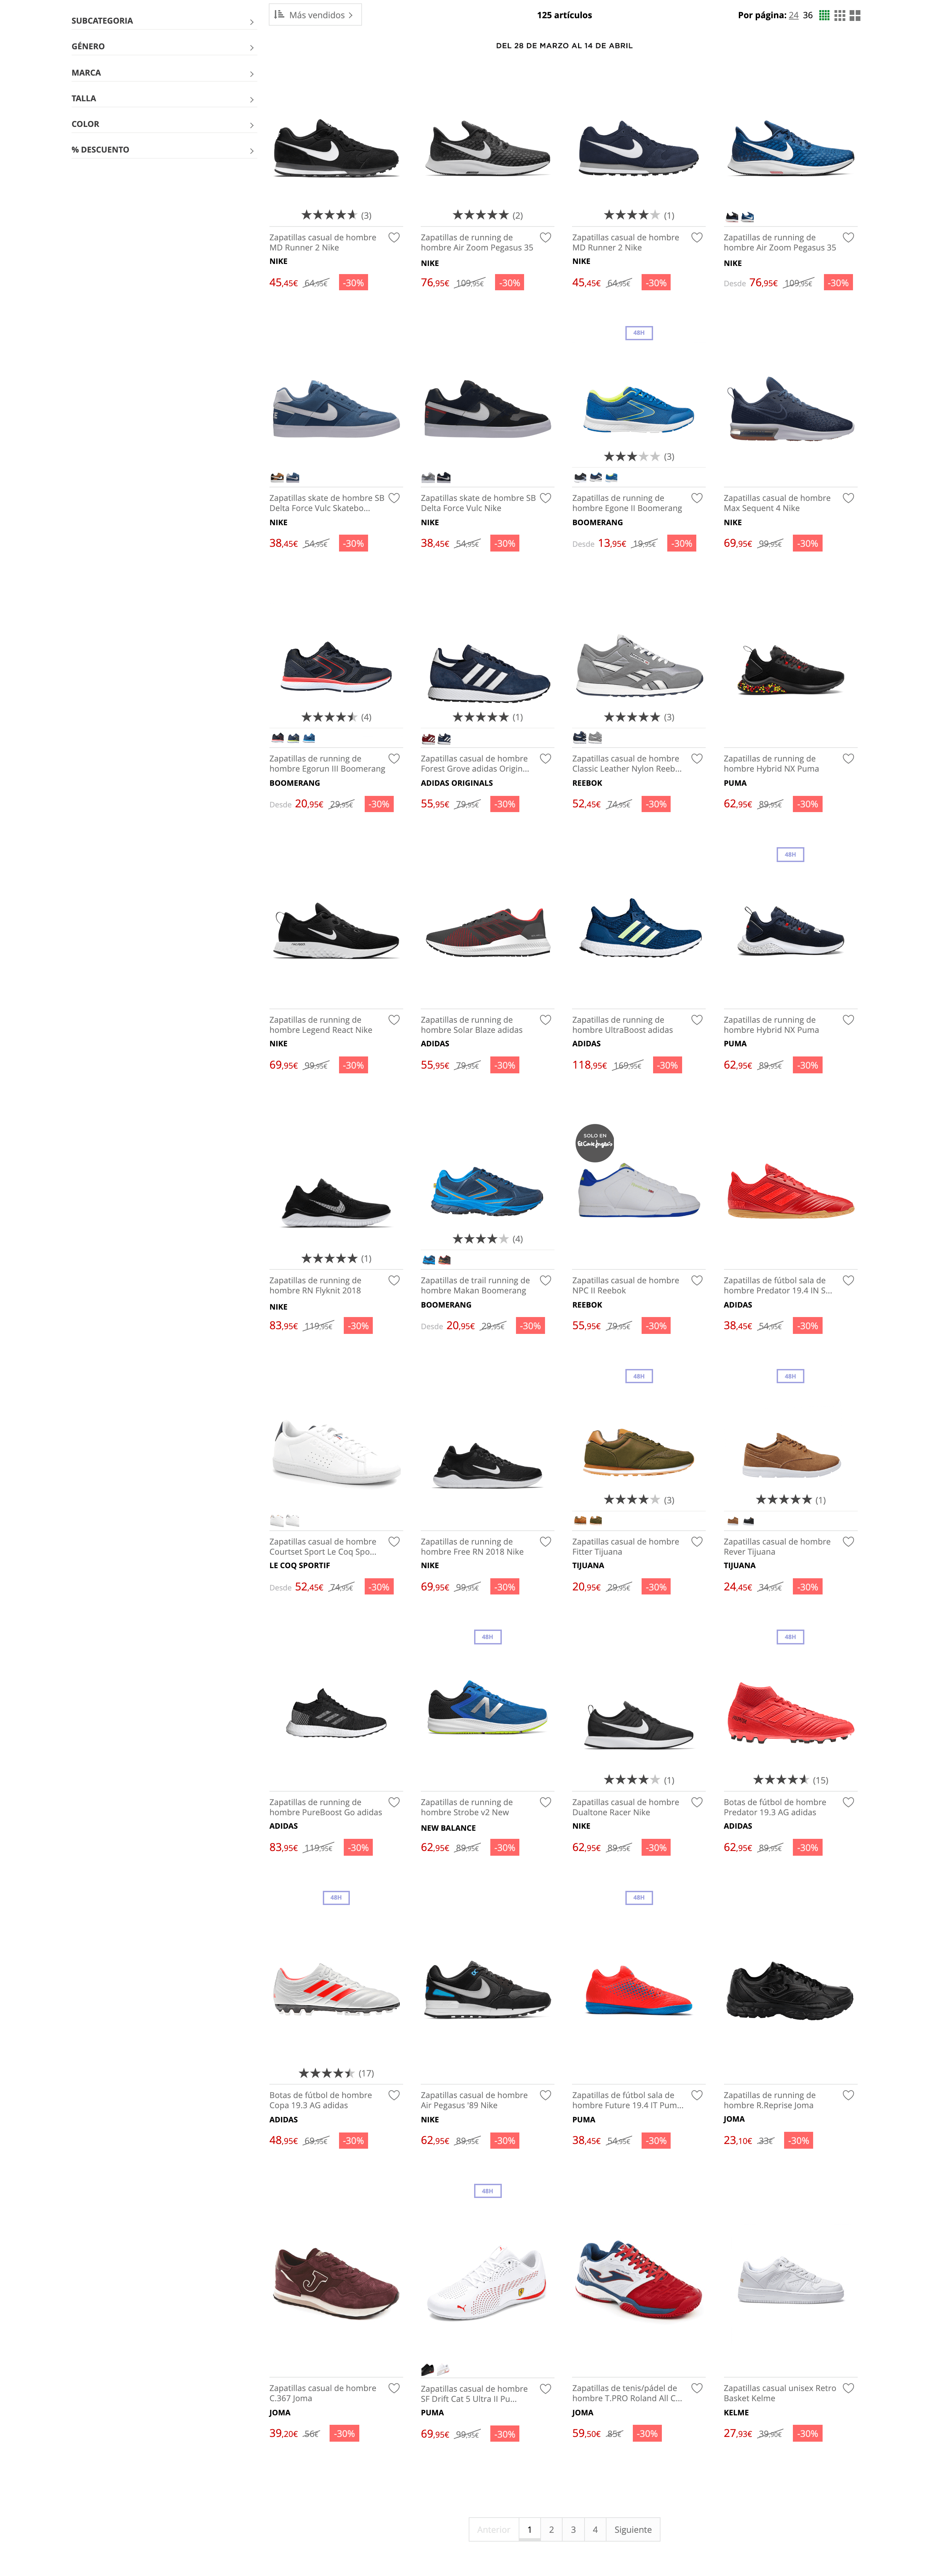 SUBCATEGORIA
GÉNERO
MARCA
TALLA
COLOR
% DESCUENTO
Más vendidos
125 artículos
Por página: 24 36
DEL 28 DE MARZO AL 14 DE ABRIL
(3)
(2)
(1)
Zapatillas casual de hombre
MD Runner 2 Nike
NIKE
45,45€ 64,95€ -30%
Zapatillas de running de
hombre Air Zoom Pegasus 35
NIKE
76,95€ 109,95€ -30%
Zapatillas casual de hombre
MD Runner 2 Nike
NIKE
45,45€ 64,95€ -30%
Zapatillas de running de
hombre Air Zoom Pegasus 35
NIKE
Desde 76,95€ 109,95€ -30%
48H
(3)
Zapatillas skate de hombre SB
Delta Force Vulc Skatebo...
NIKE
38,45€ 54,95€ -30%
Zapatillas skate de hombre SB
Delta Force Vulc Nike
NIKE
38,45€ 54,95€ -30%
Zapatillas de running de
hombre Egone II Boomerang
BOOMERANG
Desde 13,95€ 19,95€ -30%
Zapatillas casual de hombre
Max Sequent 4 Nike
NIKE
69,95€ 99,95€ -30%
(4)
(1)
(3)
Zapatillas de running de
hombre Egorun III Boomerang
BOOMERANG
Desde 20,95€ 29,95€ -30%
Zapatillas casual de hombre
Forest Grove adidas Origin...
ADIDAS ORIGINALS
55,95€ 79,95€ -30%
Zapatillas casual de hombre
Classic Leather Nylon Reeb...
REEBOK
52,45€ 74,95€ -30%
Zapatillas de running de
hombre Hybrid NX Puma
PUMA
62,95€ 89,95€ -30%
48H
Zapatillas de running de
hombre Legend React Nike
NIKE
69,95€ 99,95€ -30%
Zapatillas de running de
hombre Solar Blaze adidas
ADIDAS
55,95€ 79,95€ -30%
Zapatillas de running de
hombre UltraBoost adidas
ADIDAS
118,95€ 169,95€ -30%
Zapatillas de running de
hombre Hybrid NX Puma
PUMA
62,95€ 89,95€ -30%
SOLO EN
El Corte Inglés
(1)
(4)
Zapatillas de running de
hombre RN Flyknit 2018
NIKE
83,95€ 119,95€ -30%
Zapatillas de trail running de
hombre Makan Boomerang
BOOMERANG
Desde 20,95€ 29,95€ -30%
Zapatillas casual de hombre
NPC II Reebok
REEBOK
55,95€ 79,95€ -30%
Zapatillas de fútbol sala de
hombre Predator 19.4 IN S...
ADIDAS
38,45€ 54,95€ -30%
48H
48H
(3)
(1)
Zapatillas casual de hombre
Courtset Sport Le Coq Spo...
LE COQ SPORTIF
Desde 52,45€ 74,95€ -30%
Zapatillas de running de
hombre Free RN 2018 Nike
NIKE
69,95€ 99,95€ -30%
Zapatillas casual de hombre
Fitter Tijuana
TIJUANA
20,95€ 29,95€ -30%
Zapatillas casual de hombre
Rever Tijuana
TIJUANA
24,45€ 34,95€ -30%
48H
48H
(1)
(15)
Zapatillas de running de
hombre PureBoost Go adidas
ADIDAS
83,95€ 119,95€ -30%
Zapatillas de running de
hombre Strobe v2 New
NEW BALANCE
62,95€ 89,95€ -30%
Zapatillas casual de hombre
Dualtone Racer Nike
NIKE
62,95€ 89,95€ -30%
Botas de fútbol de hombre
Predator 19.3 AG adidas
ADIDAS
62,95€ 89,95€ -30%
48H
48H
(17)
Botas de fútbol de hombre
Copa 19.3 AG adidas
ADIDAS
48,95€ 69,95€ -30%
Zapatillas casual de hombre
Air Pegasus '89 Nike
NIKE
62,95€ 89,95€ -30%
Zapatillas de fútbol sala de
hombre Future 19.4 IT Pum...
PUMA
38,45€ 54,95€ -30%
Zapatillas de running de
hombre R.Reprise Joma
JOMA
23,10€ 33€ -30%
48H
Zapatillas casual de hombre
C.367 Joma
JOMA
39,20€ 56€ -30%
Zapatillas casual de hombre
SF Drift Cat 5 Ultra II Pu...
PUMA
69,95€ 99,95€ -30%
Zapatillas de tenis/pádel de
hombre T.PRO Roland All C...
JOMA
59,50€ 85€ -30%
Zapatillas casual unisex Retro
Basket Kelme
KELME
27,93€ 39,90€ -30%
Anterior 1 2 3 4 Siguiente